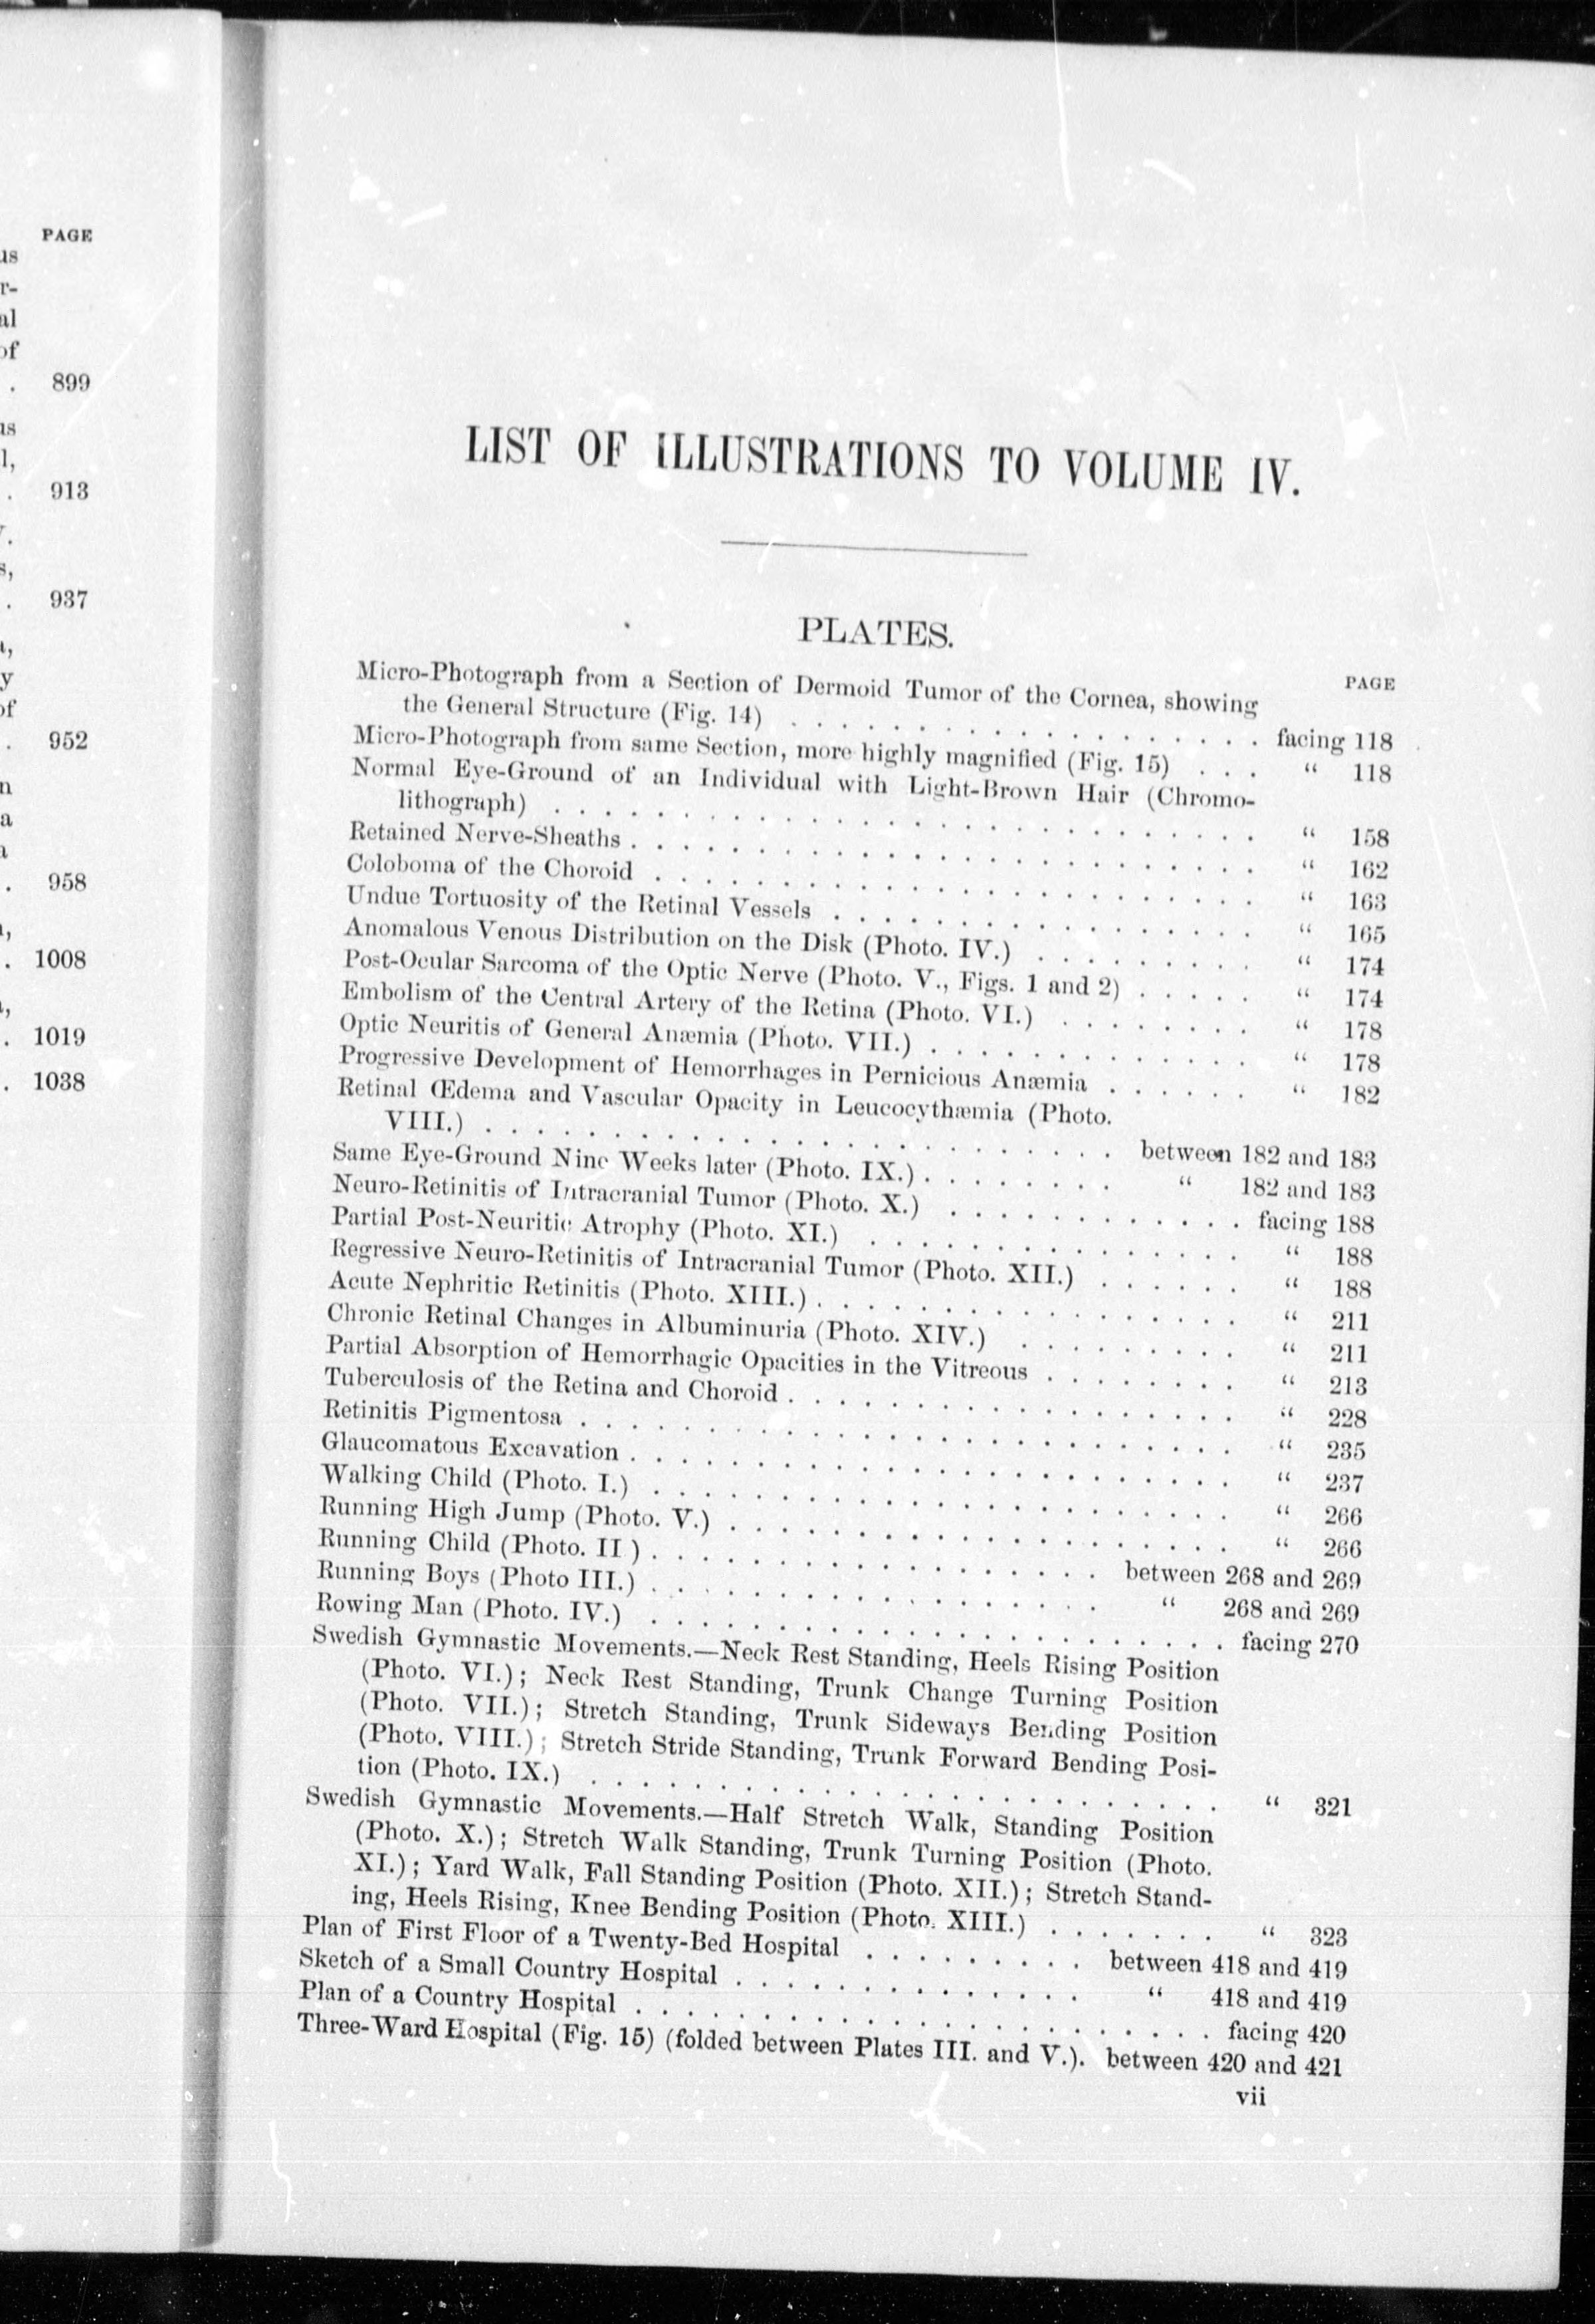 PAGE
us
r-
al
of
. 899
us
l,
. 913
.
s,
. 937
,
y
of
. 952
n
a
a
. 958
,
. 1008
,
. 1019
. 1038
LIST OF ILLUSTRATIONS TO VOLUME IV.
PLATES.
PAGE
Micro-Photograph from a Section of Dermoid Tumor of the Cornea, showing
the General Structure (Fig. 14) . . . . . . . . . . . . . . . . . . . facing 118
Micro-Photograph from same Section, more highly magnified (Fig. 15) . . . “ 118
Normal Eye-Ground of an Individual with Light-Brown Hair (Chromo-
lithograph) . . . . . . . . . . . . . . . . . . . . . . . . . . . . “ 158
Retained Nerve-Sheaths . . . . . . . . . . . . . . . . . . . . . . . . . “ 162
Coloboma of the Choroid . . . . . . . . . . . . . . . . . . . . . . . . “ 163
Undue Tortuosity of the Retinal Vessels . . . . . . . . . . . . . . . . . “ 165
Anomalous Venous Distribution on the Disk (Photo. IV.) . . . . . . . . . “ 174
Post-Ocular Sarcoma of the Optic Nerve (Photo. V., Figs. 1 and 2) . . . . . “ 174
Embolism of the Central Artery of the Retina (Photo. VI.) . . . . . . . . “ 178
Optic Neuritis of General Anæmia (Photo. VII.) . . . . . . . . . . . . . “ 178
Progressive Development of Hemorrhages in Pernicious Anæmia . . . . . . “ 182
Retinal Œdema and Vascular Opacity in Leucocythæmia (Photo.
VIII.) . . . . . . . . . . . . . . . . . . . . . . . . . between 182 and 183
Same Eye-Ground Nine Weeks later (Photo. IX.) . . . . . . . . “ 182 and 183
Neuro-Retinitis of Intracranial Tumor (Photo. X.) . . . . . . . . . . . . facing 188
Partial Post-Neuritic Atrophy (Photo. XI.) . . . . . . . . . . . . . . . “ 188
Regressive Neuro-Retinitis of Intracranial Tumor (Photo. XII.) . . . . . . “ 188
Acute Nephritic Retinitis (Photo. XIII.) . . . . . . . . . . . . . . . . . “ 211
Chronic Retinal Changes in Albuminuria (Photo. XIV.) . . . . . . . . . “ 211
Partial Absorption of Hemorrhagic Opacities in the Vitreous . . . . . . . . “ 213
Tuberculosis of the Retina and Choroid . . . . . . . . . . . . . . . . . . “ 228
Retinitis Pigmentosa . . . . . . . . . . . . . . . . . . . . . . . . . . “ 235
Glaucomatous Excavation . . . . . . . . . . . . . . . . . . . . . . . . “ 237
Walking Child (Photo. I.) . . . . . . . . . . . . . . . . . . . . . . . “ 266
Running High Jump (Photo. V.) . . . . . . . . . . . . . . . . . . . . “ 266
Running Child (Photo. II ) . . . . . . . . . . . . . . . . . . between 268 and 269
Running Boys (Photo III.) . . . . . . . . . . . . . . . . . . “ 268 and 269
Rowing Man (Photo. IV.) . . . . . . . . . . . . . . . . . . . . . . . facing 270
Swedish Gymnastic Movements.—Neck Rest Standing, Heels Rising Position
(Photo. VI.); Neck Rest Standing, Trunk Change Turning Position
(Photo. VII.); Stretch Standing, Trunk Sideways Bending Position
(Photo. VIII.); Stretch Stride Standing, Trunk Forward Bending Posi-
tion (Photo. IX.) . . . . . . . . . . . . . . . . . . . . . . . . “ 321
Swedish Gymnastic Movements.—Half Stretch Walk, Standing Position
(Photo. X.); Stretch Walk Standing, Trunk Turning Position (Photo.
XI.); Yard Walk, Fall Standing Position (Photo. XII.); Stretch Stand-
ing, Heels Rising, Knee Bending Position (Photo. XIII.) . . . . . . . “ 323
Plan of First Floor of a Twenty-Bed Hospital . . . . . . . . . between 418 and 419
Sketch of a Small Country Hospital . . . . . . . . . . . . . . “ 418 and 419
Plan of a Country Hospital . . . . . . . . . . . . . . . . . . . . . . . facing 420
Three-Ward Hospital (Fig. 15) (folded between Plates III. and V.). between 420 and 421
vii